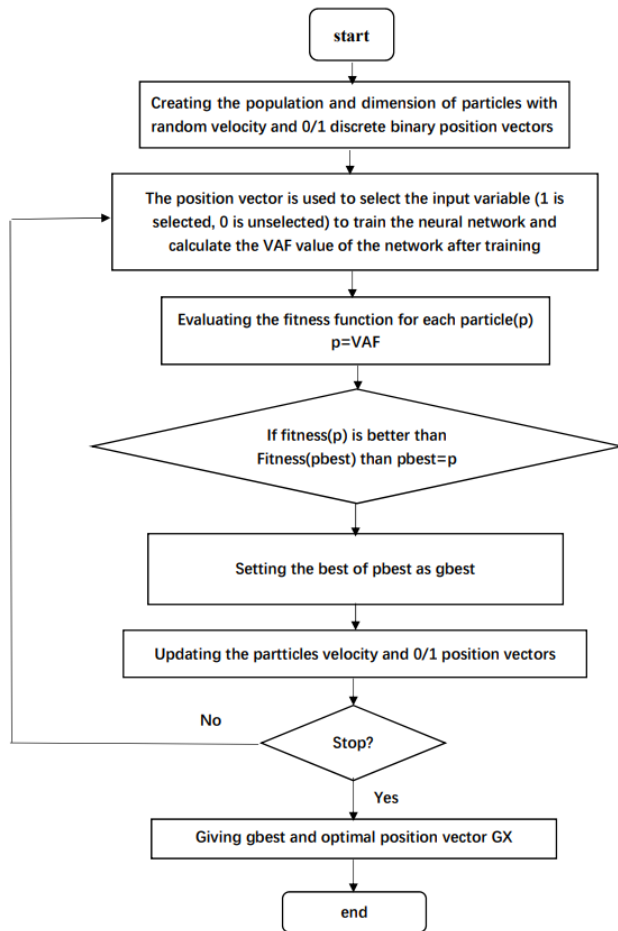 start
Creating the population and dimension of particles with
random velocity and 0/1 discrete binary position vectors
The position vector is used to select the input variable (1 is
selected, 0 is unselected) to train the neural network and
calculate the VAF value of the network after training
Evaluating the fitness function for each particle(p)
p=VAF
If fitness(p) is better than
Fitness(pbest) than pbest=p
Setting the best of pbest as gbest
Updating the partticles velocity and 0/1 position vectors
No
Stop?
Yes
Giving gbest and optimal position vector GX
end